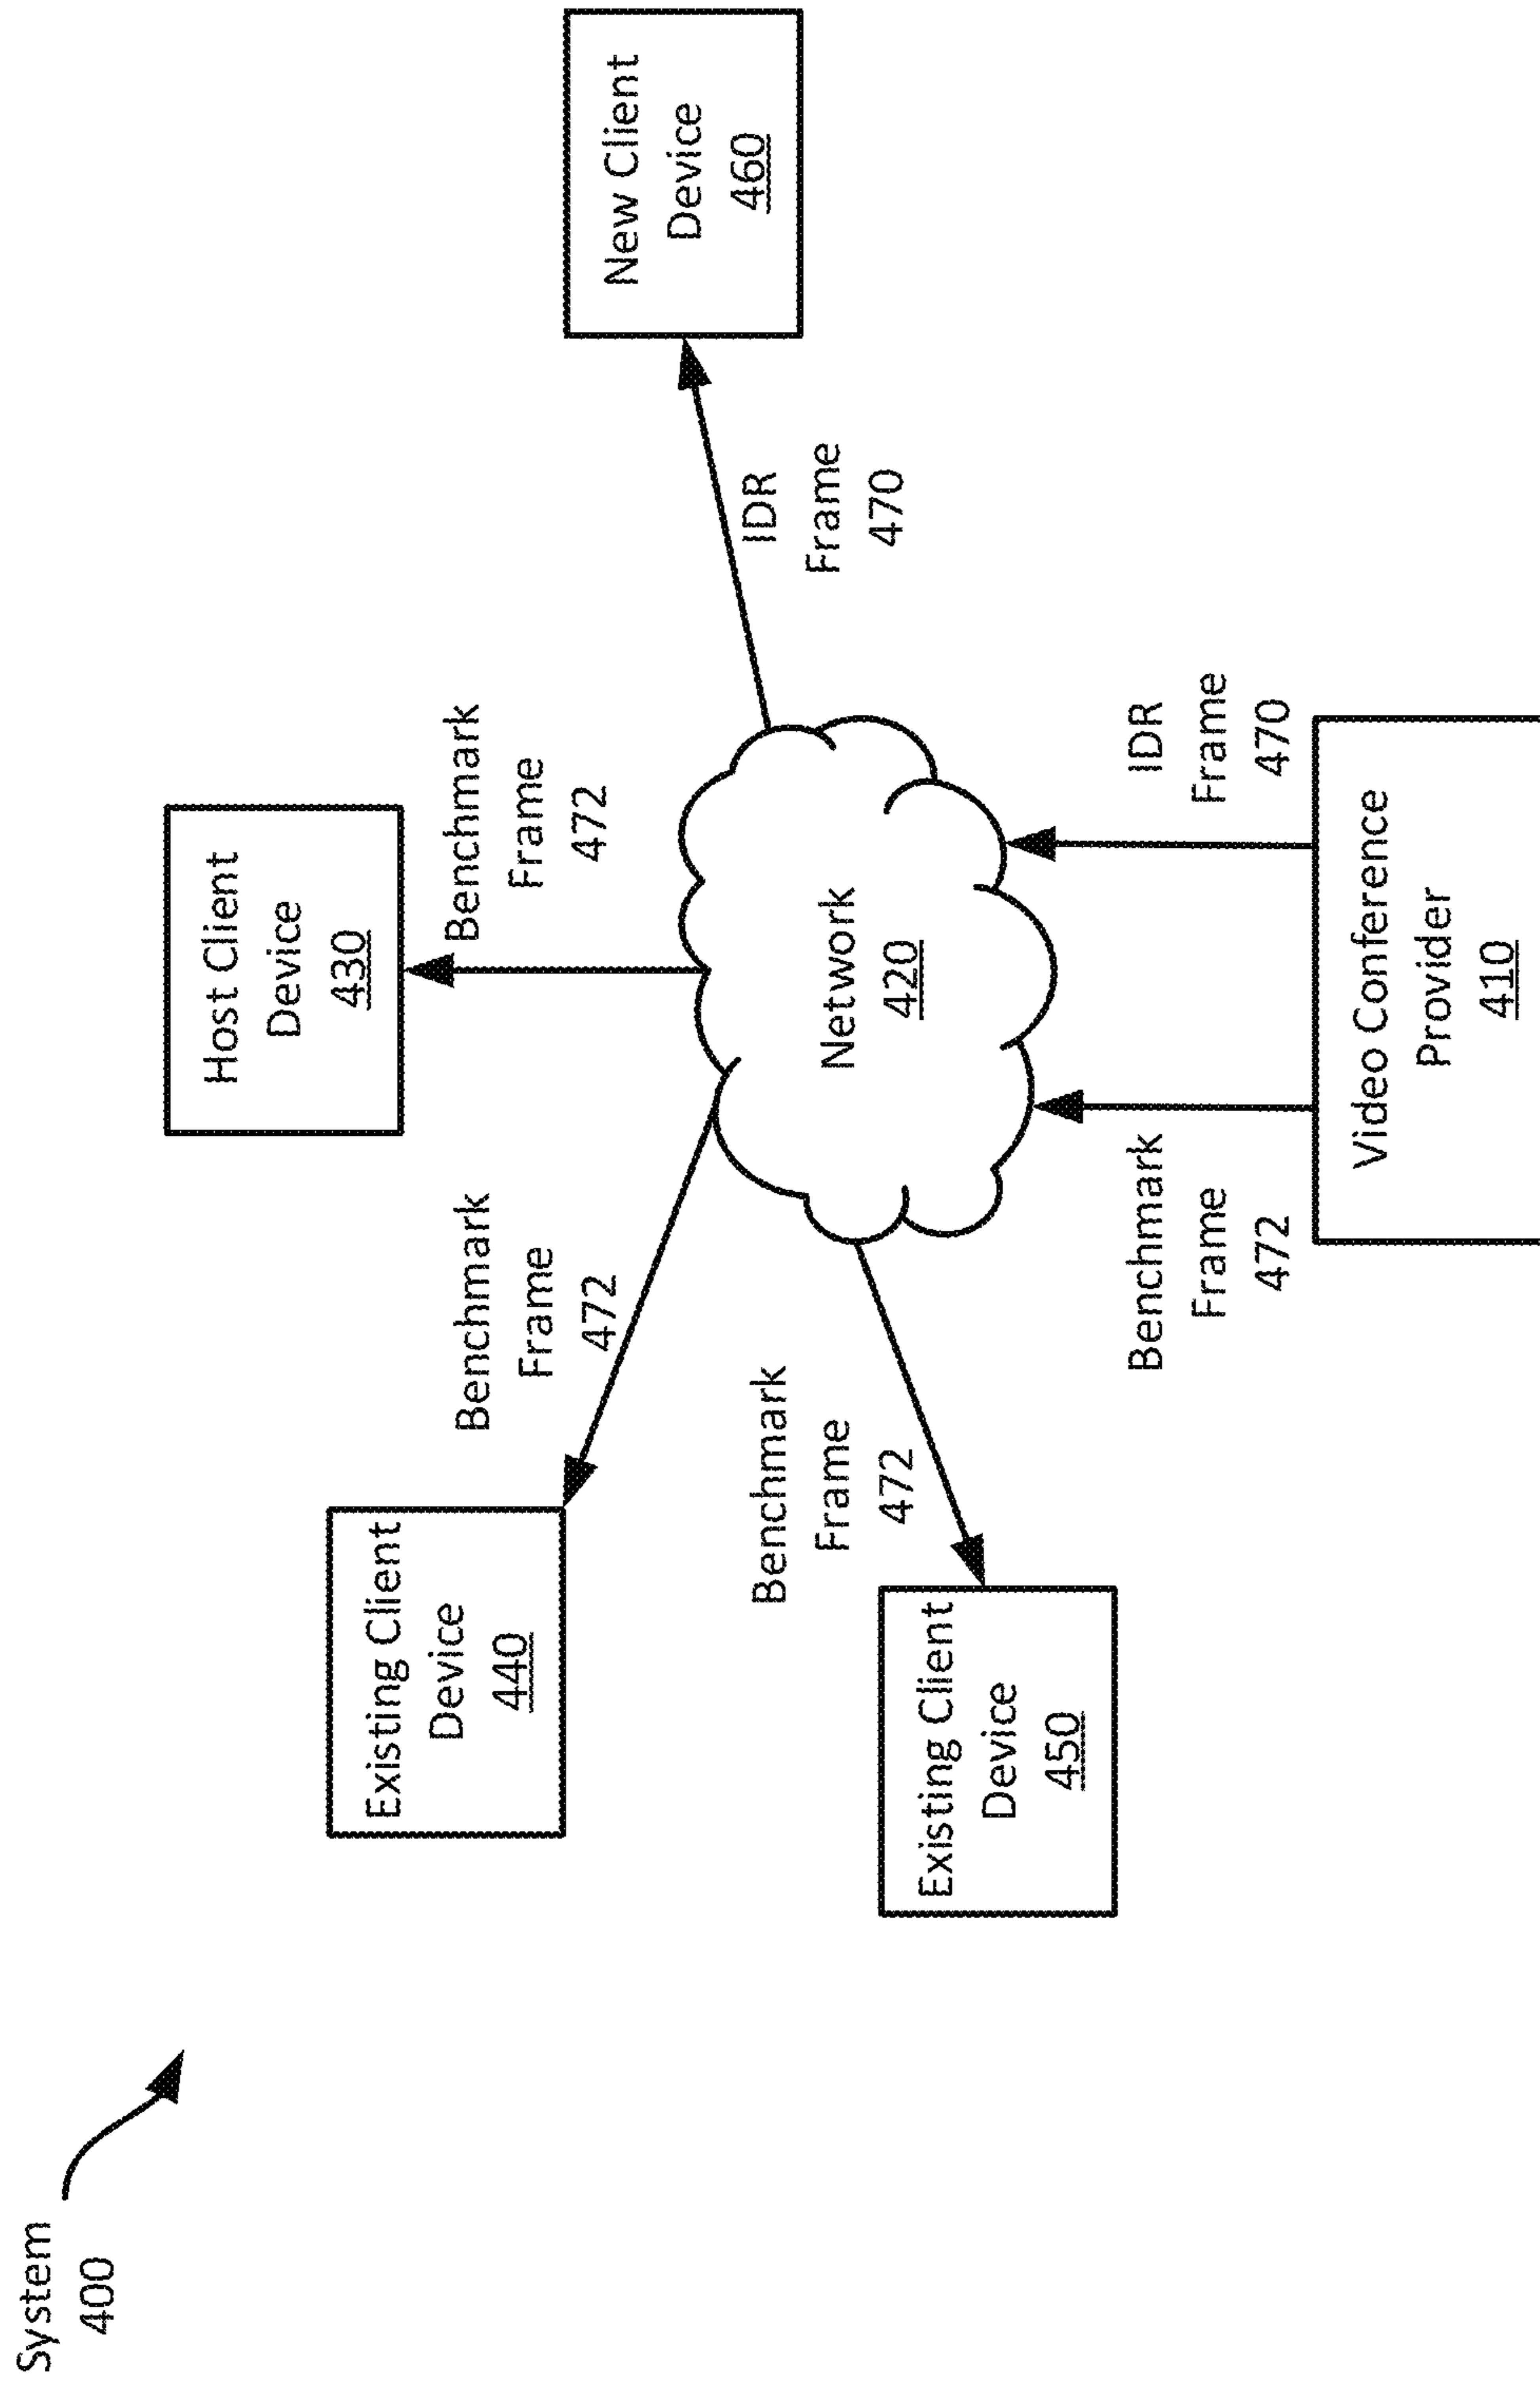 System
400
Existing Client
Device
440
Benchmark
Frame
472
Host Client
Device
430
Benchmark
Frame
472
Existing Client
Device
450
Benchmark
Frame
472
Network
420
IDR
Frame
470
New Client
Device
460
Benchmark
Frame
472
IDR
Frame
470
Video Conference
Provider
410